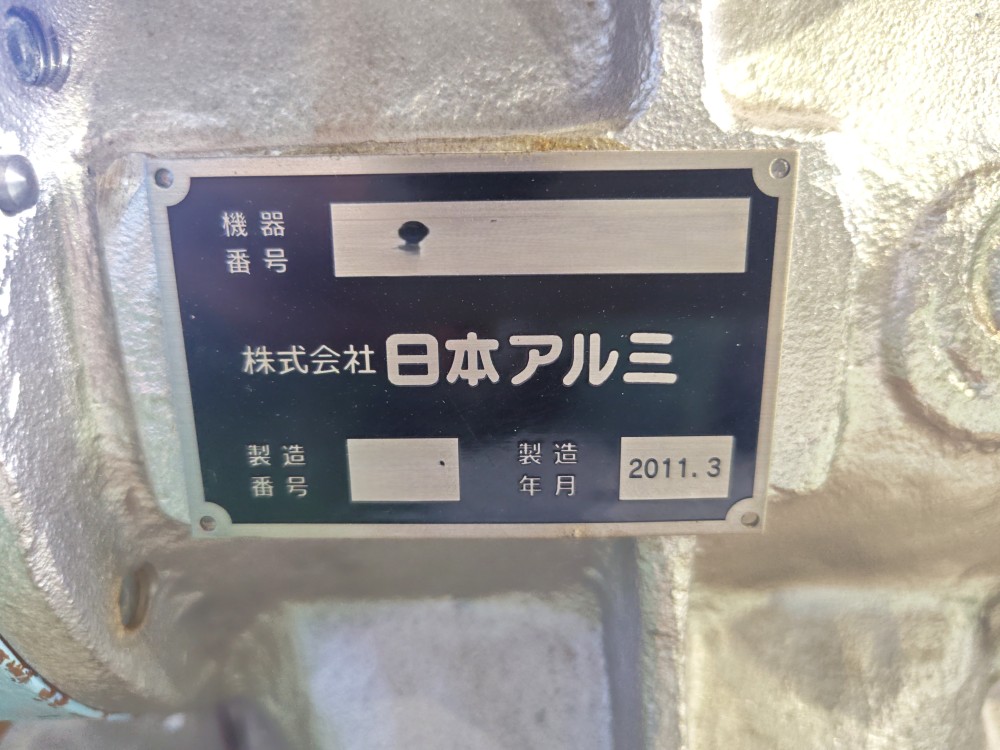 機器
番号
株式会社 日本アルミ
製造
番号
製造
年月
2011.3